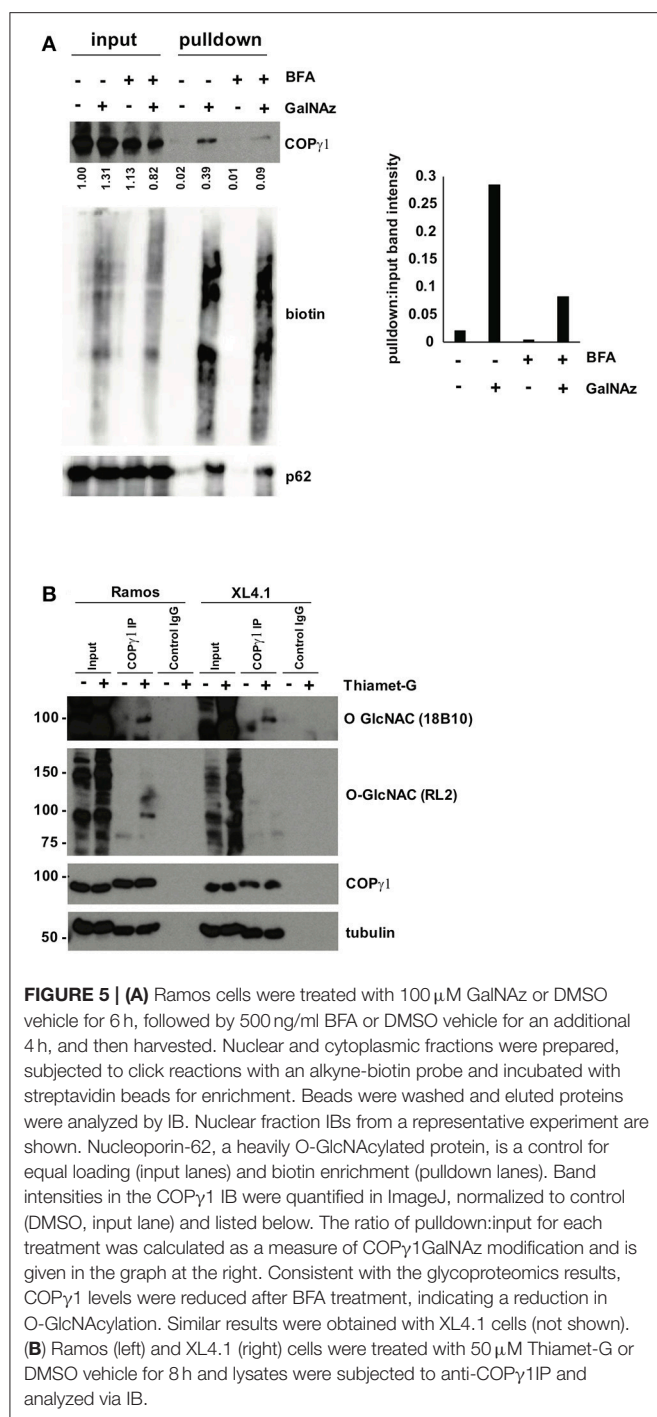 A
input pulldown
- - + + - - + + BFA
- + - + - + - + GalNAz
COPγ1
1.00 1.31 1.13 0.82 0.02 0.39 0.01 0.09
biotin
p62
pulldown:input band intensity
0.3
0.25
0.2
0.15
0.1
0.05
0
- - + + BFA
- + - + GalNAz
B
Ramos XL4.1
Input COPγ1 IP Control IgG Input COPγ1 IP Control IgG
- + - + - + - + - + - + Thiamet-G
100 -
O GlcNAC (18B10)
150 -
O-GlcNAC (RL2)
100 -
75 -
100 -
COPγ1
tubulin
50 -
FIGURE 5 | (A) Ramos cells were treated with 100 μM GalNAz or DMSO
vehicle for 6 h, followed by 500 ng/ml BFA or DMSO vehicle for an additional
4 h, and then harvested. Nuclear and cytoplasmic fractions were prepared,
subjected to click reactions with an alkyne-biotin probe and incubated with
streptavidin beads for enrichment. Beads were washed and eluted proteins
were analyzed by IB. Nuclear fraction IBs from a representative experiment are
shown. Nucleoporin-62, a heavily O-GlcNAcylated protein, is a control for
equal loading (input lanes) and biotin enrichment (pulldown lanes). Band
intensities in the COPγ1 IB were quantified in ImageJ, normalized to control
(DMSO, input lane) and listed below. The ratio of pulldown:input for each
treatment was calculated as a measure of COPγ1GalNAz modification and is
given in the graph at the right. Consistent with the glycoproteomics results,
COPγ1 levels were reduced after BFA treatment, indicating a reduction in
O-GlcNAcylation. Similar results were obtained with XL4.1 cells (not shown).
(B) Ramos (left) and XL4.1 (right) cells were treated with 50 μM Thiamet-G or
DMSO vehicle for 8 h and lysates were subjected to anti-COPγ1IP and
analyzed via IB.